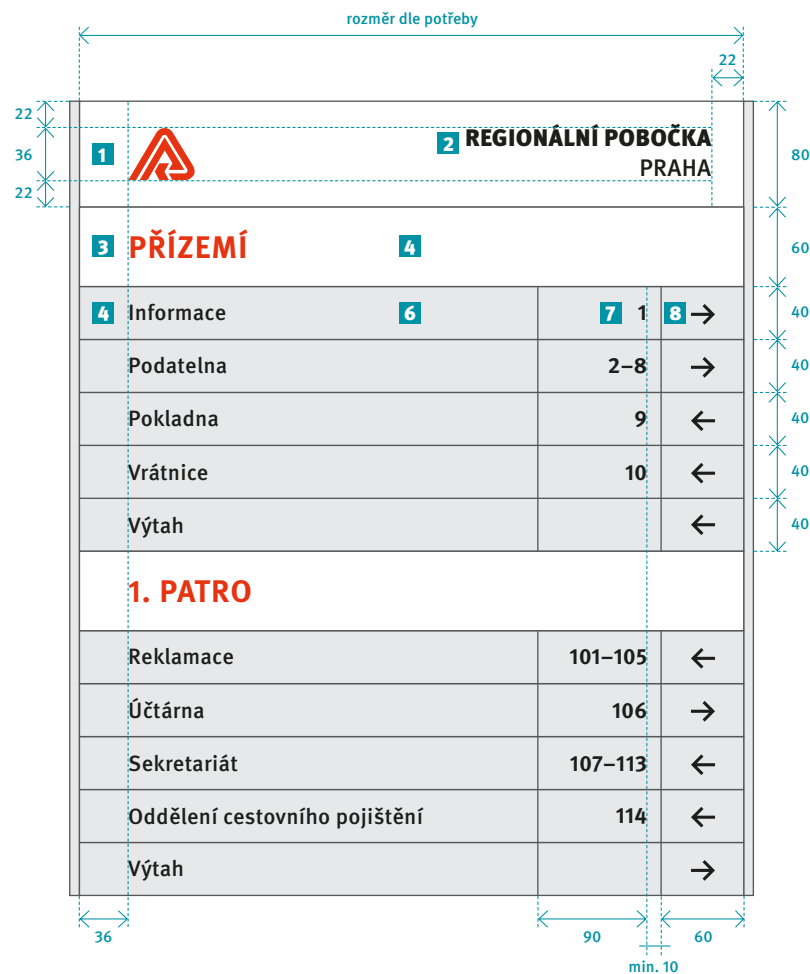 rozměr dle potřeby
22
22
36
22
1
2 REGIONÁLNÍ POBOČKA
PRAHA
80
3 PŘÍZEMÍ 4
60
4 Informace 6 7 1 8 →
40
Podatelna 2–8 →
40
Pokladna 9 ←
40
Vrátnice 10 ←
40
Výtah ←
40
1. PATRO
Reklamace 101–105 ←
Účtárna 106 →
Sekretariát 107–113 ←
Oddělení cestovního pojištění 114 ←
Výtah →
36 90 60
min. 10